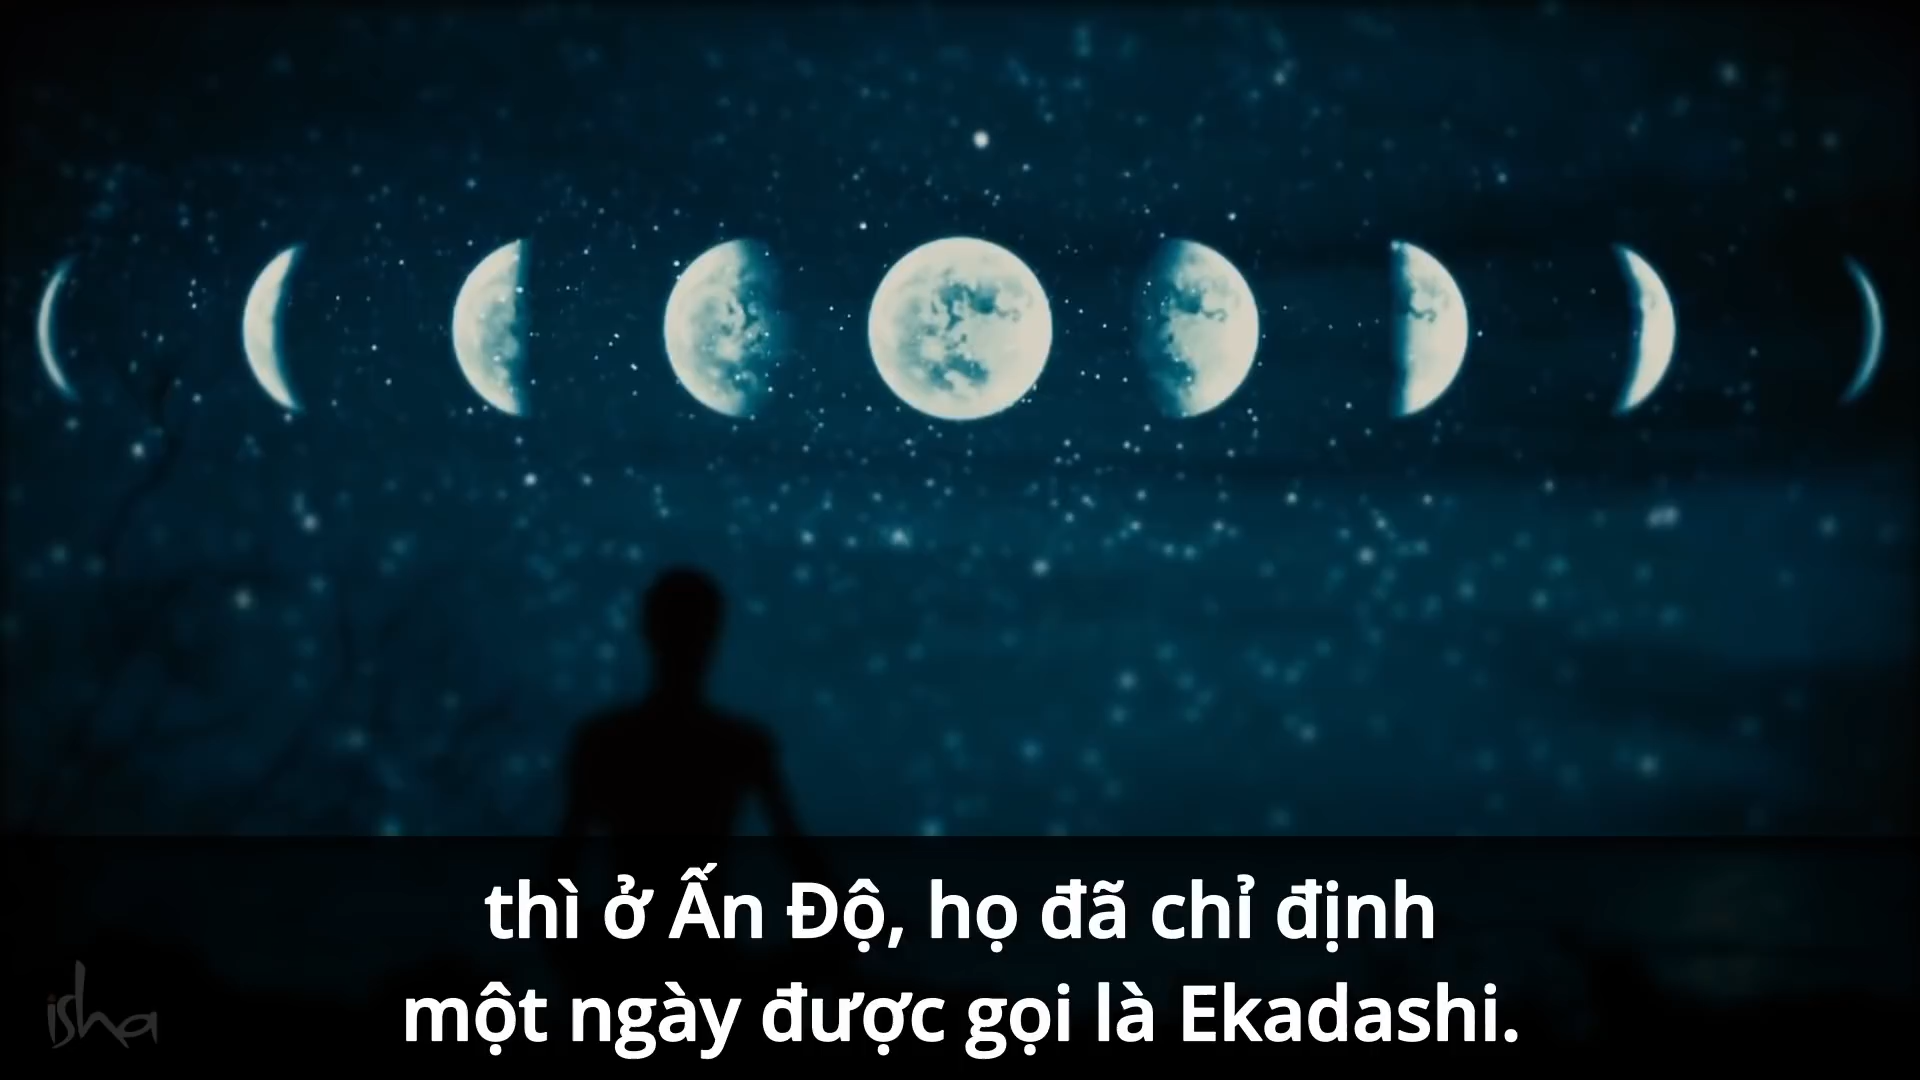 thì ở Ấn Độ, họ đã chỉ định
một ngày được gọi là Ekadashi.
isha